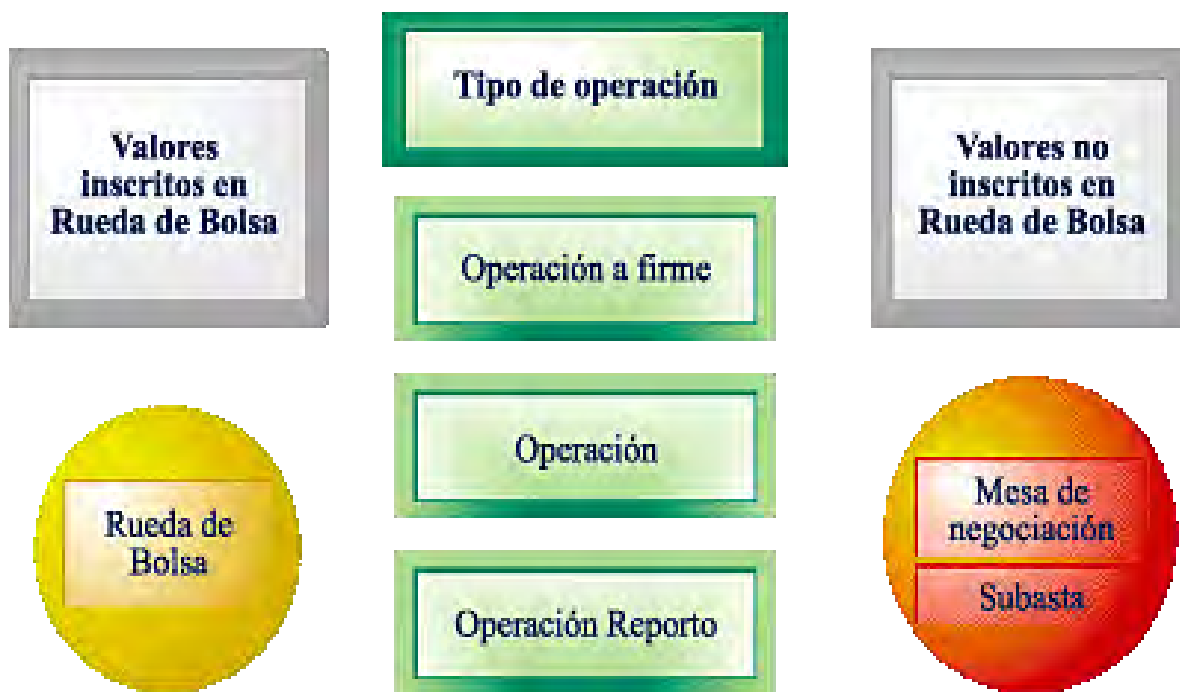 Valores
inscritos en
Rueda de Bolsa
Rueda de
Bolsa
Tipo de operación
Operación a firme
Operación
Operación Reporto
Valores no
inscritos en
Rueda de Bolsa
Mesa de
negociación
Subasta